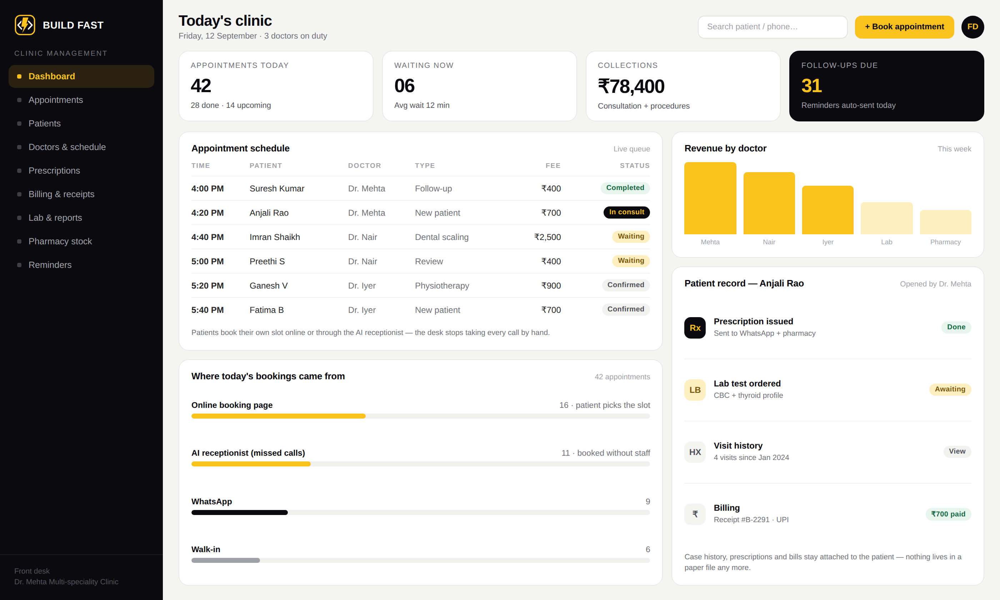 BUILD FAST
CLINIC MANAGEMENT
Dashboard
Appointments
Patients
Doctors & schedule
Prescriptions
Billing & receipts
Lab & reports
Pharmacy stock
Reminders
Front desk
Dr. Mehta Multi-speciality Clinic
Today's clinic
Friday, 12 September · 3 doctors on duty
Search patient / phone…
+ Book appointment
FD
APPOINTMENTS TODAY
42
28 done · 14 upcoming
WAITING NOW
06
Avg wait 12 min
COLLECTIONS
₹78,400
Consultation + procedures
FOLLOW-UPS DUE
31
Reminders auto-sent today
Appointment schedule Live queue
TIME PATIENT DOCTOR TYPE FEE STATUS
4:00 PM Suresh Kumar Dr. Mehta Follow-up ₹400 Completed
4:20 PM Anjali Rao Dr. Mehta New patient ₹700 In consult
4:40 PM Imran Shaikh Dr. Nair Dental scaling ₹2,500 Waiting
5:00 PM Preethi S Dr. Nair Review ₹400 Waiting
5:20 PM Ganesh V Dr. Iyer Physiotherapy ₹900 Confirmed
5:40 PM Fatima B Dr. Iyer New patient ₹700 Confirmed
Patients book their own slot online or through the AI receptionist — the desk stops taking every call by hand.
Where today's bookings came from 42 appointments
Online booking page 16 · patient picks the slot
AI receptionist (missed calls) 11 · booked without staff
WhatsApp 9
Walk-in 6
Revenue by doctor This week
Mehta Nair Iyer Lab Pharmacy
Patient record — Anjali Rao Opened by Dr. Mehta
Rx Prescription issued Done
Sent to WhatsApp + pharmacy
LB Lab test ordered Awaiting
CBC + thyroid profile
HX Visit history View
4 visits since Jan 2024
₹ Billing ₹700 paid
Receipt #B-2291 · UPI
Case history, prescriptions and bills stay attached to the patient — nothing lives in a
paper file any more.